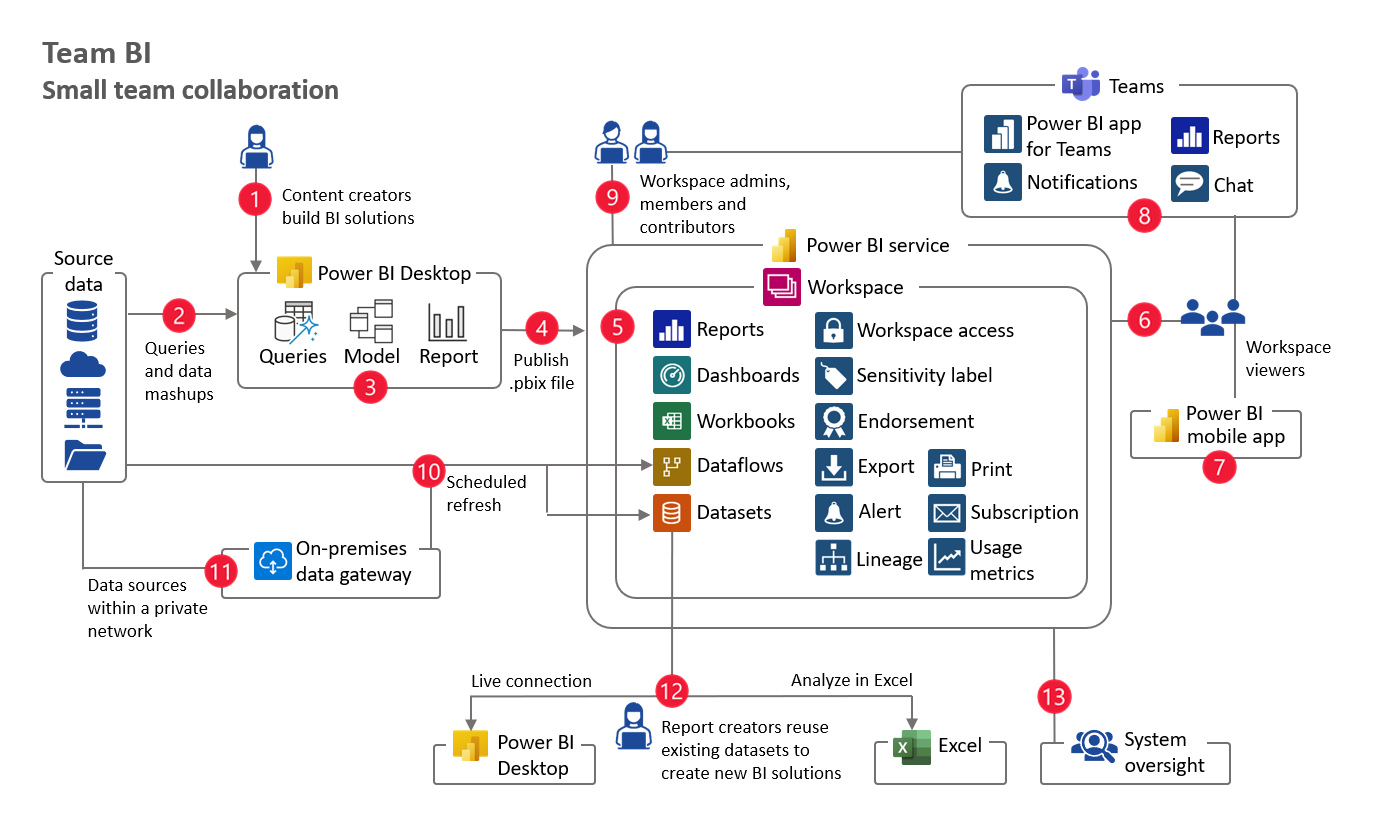 Team BI
Small team collaboration
1
Content creators
build BI solutions
Source
data
2
Queries
and data
mashups
Power BI Desktop
Queries
Model
Report
3
4
Publish
.pbix file
9
Workspace admins,
members and
contributors
T
Teams
Power BI app
for Teams
Reports
Notifications
Chat
8
Power BI service
Workspace
5
Reports
Dashboards
Workbooks
Dataflows
Datasets
Workspace access
Sensitivity label
Endorsement
Export
Print
Alert
Subscription
Lineage
Usage
metrics
6
Workspace
viewers
Power BI
mobile app
7
10
Scheduled
refresh
On-premises
data gateway
11
Data sources
within a private
network
12
Live connection
Analyze in Excel
Report creators reuse
existing datasets to
create new BI solutions
Power BI
Desktop
X
Excel
13
System
oversight